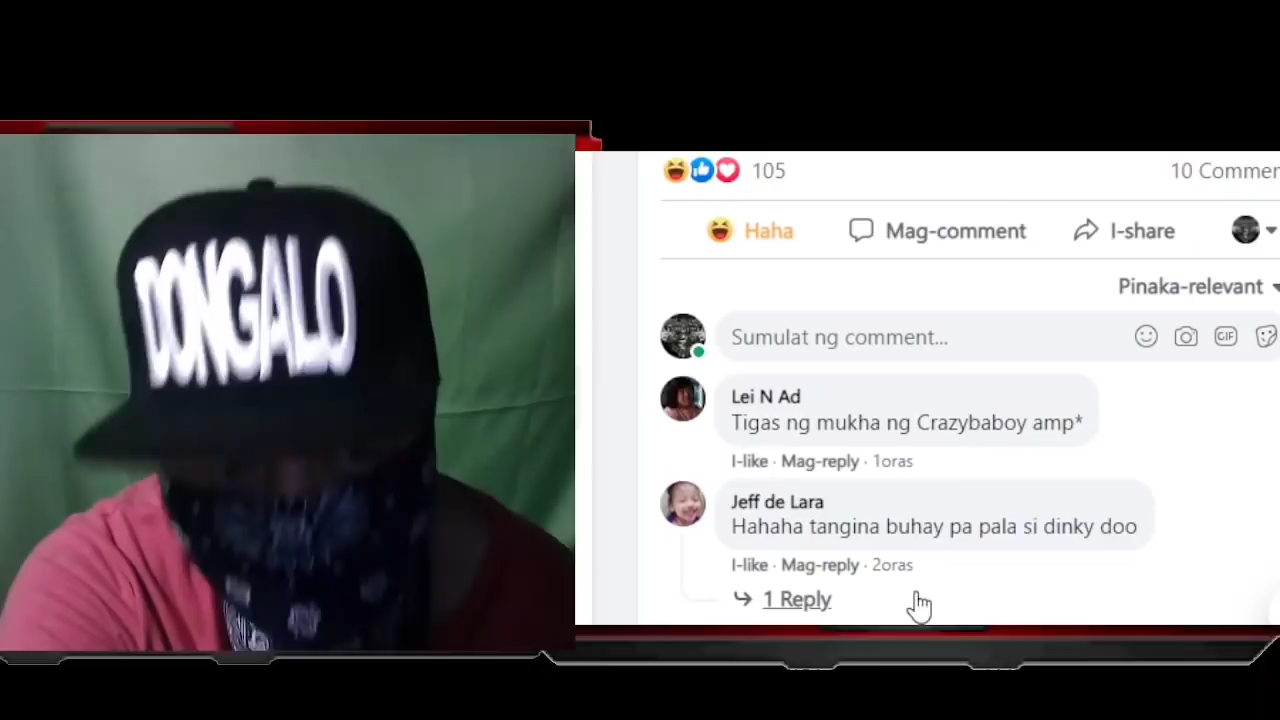 DONGALO
105
10 Commen
Haha
Mag-comment
I-share
Pinaka-relevant
Sumulat ng comment...
GIF
Lei N Ad
Tigas ng mukha ng Crazybaboy amp*
I-like · Mag-reply · 1oras
Jeff de Lara
Hahaha tangina buhay pa pala si dinky doo
I-like · Mag-reply · 2oras
1 Reply